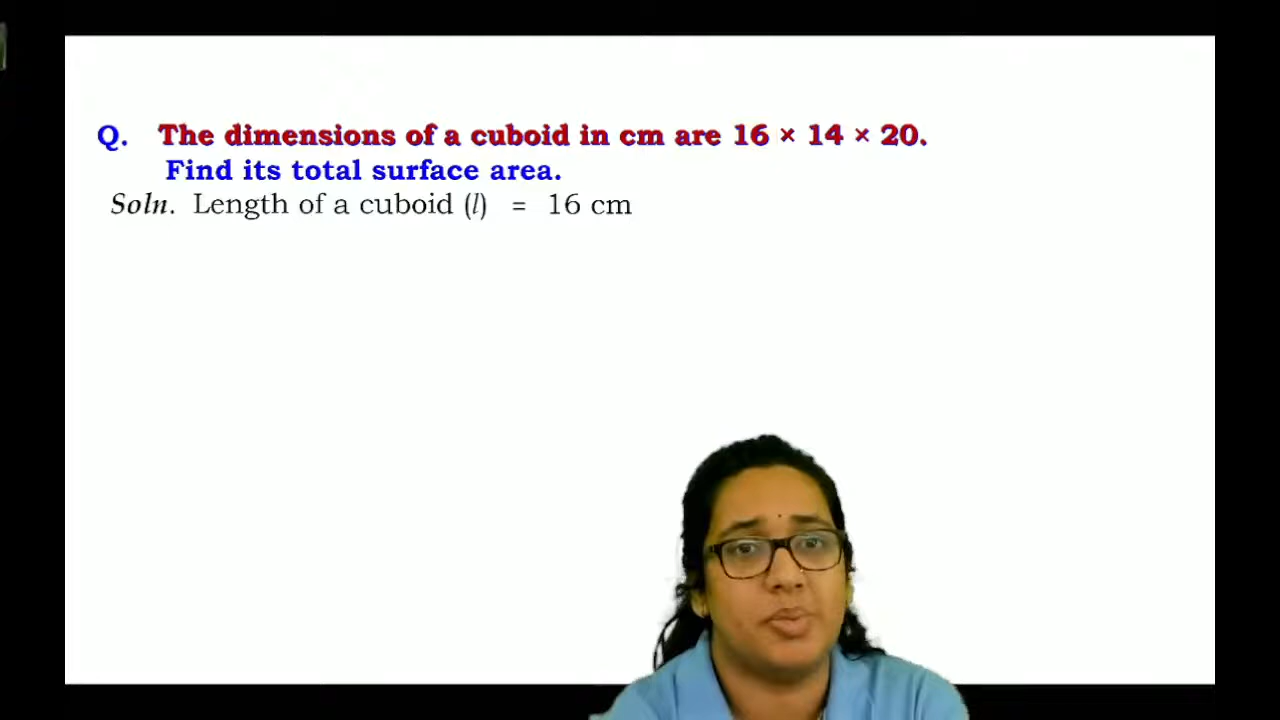 Q. The dimensions of a cuboid in cm are 16 × 14 × 20.
Find its total surface area.
Soln. Length of a cuboid (l) = 16 cm